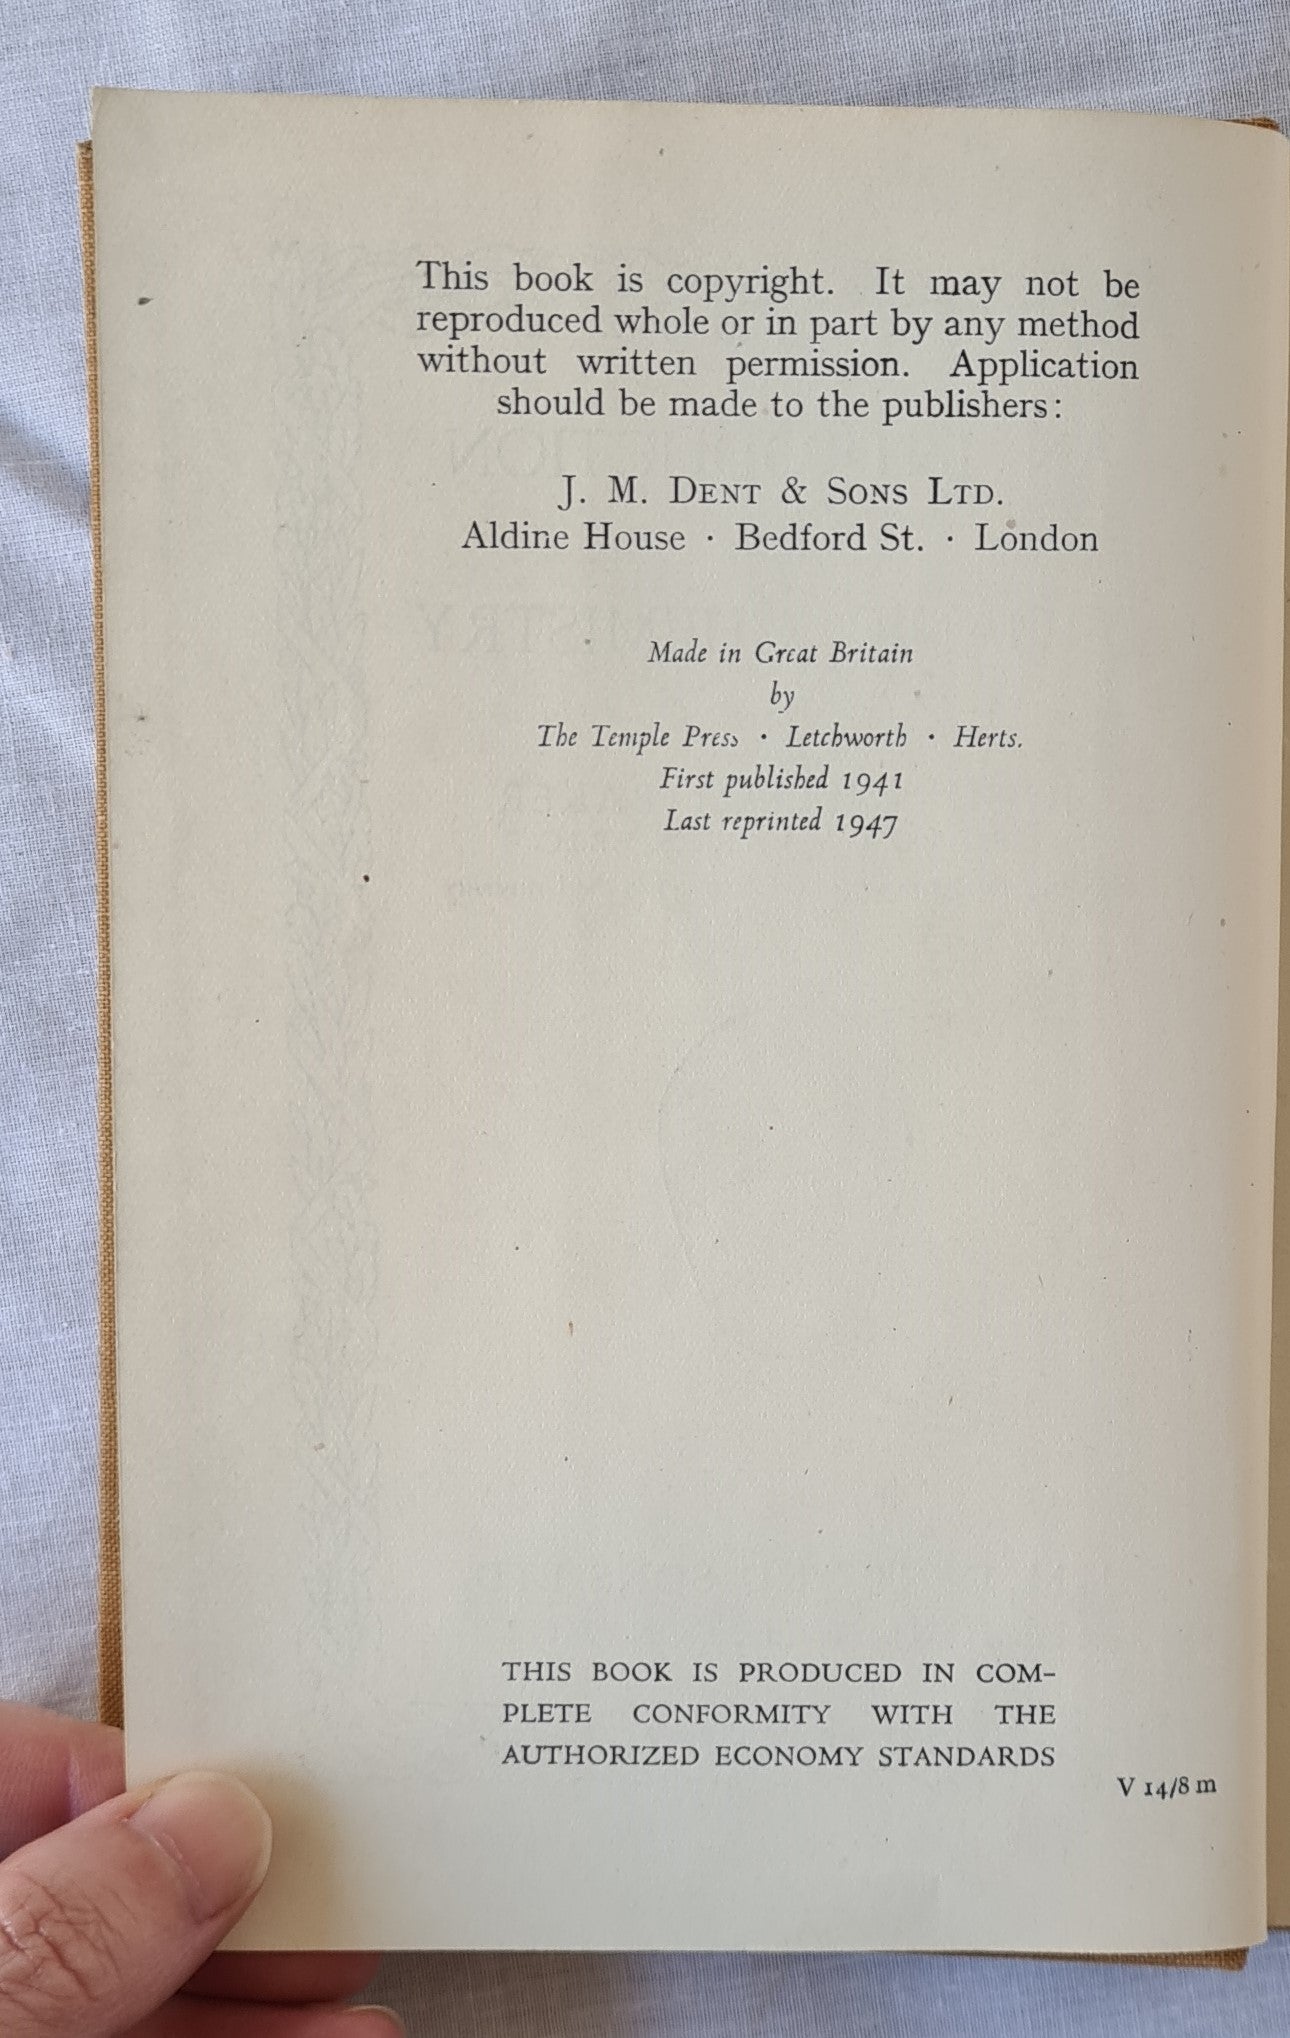 This book is copyright. It may not be
reproduced whole or in part by any method
without written permission. Application
should be made to the publishers:
J. M. DENT & SONS LTD.
Aldine House · Bedford St. · London
Made in Great Britain
by
The Temple Press · Letchworth · Herts.
First published 1941
Last reprinted 1947
THIS BOOK IS PRODUCED IN COM-
PLETE CONFORMITY WITH THE
AUTHORIZED ECONOMY STANDARDS
V 14/8 m